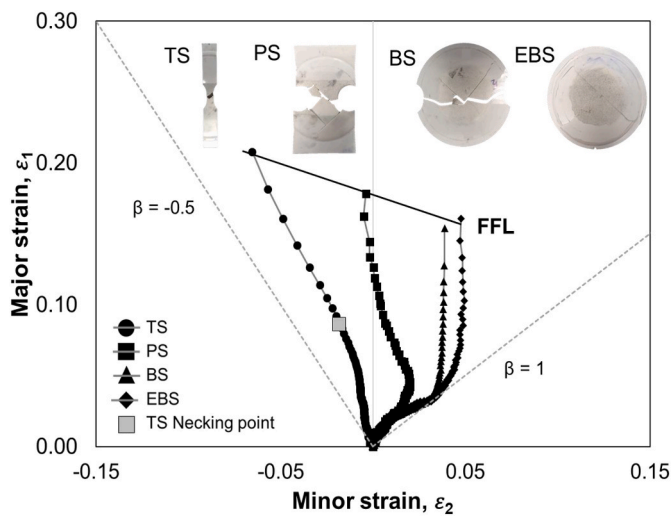 0.30
TS
PS
BS
EBS
0.20
β = -0.5
FFL
Major strain, ε1
0.10
TS
PS
BS
EBS
TS Necking point
β = 1
0.00
-0.15
-0.05
0.05
0.15
Minor strain, ε2